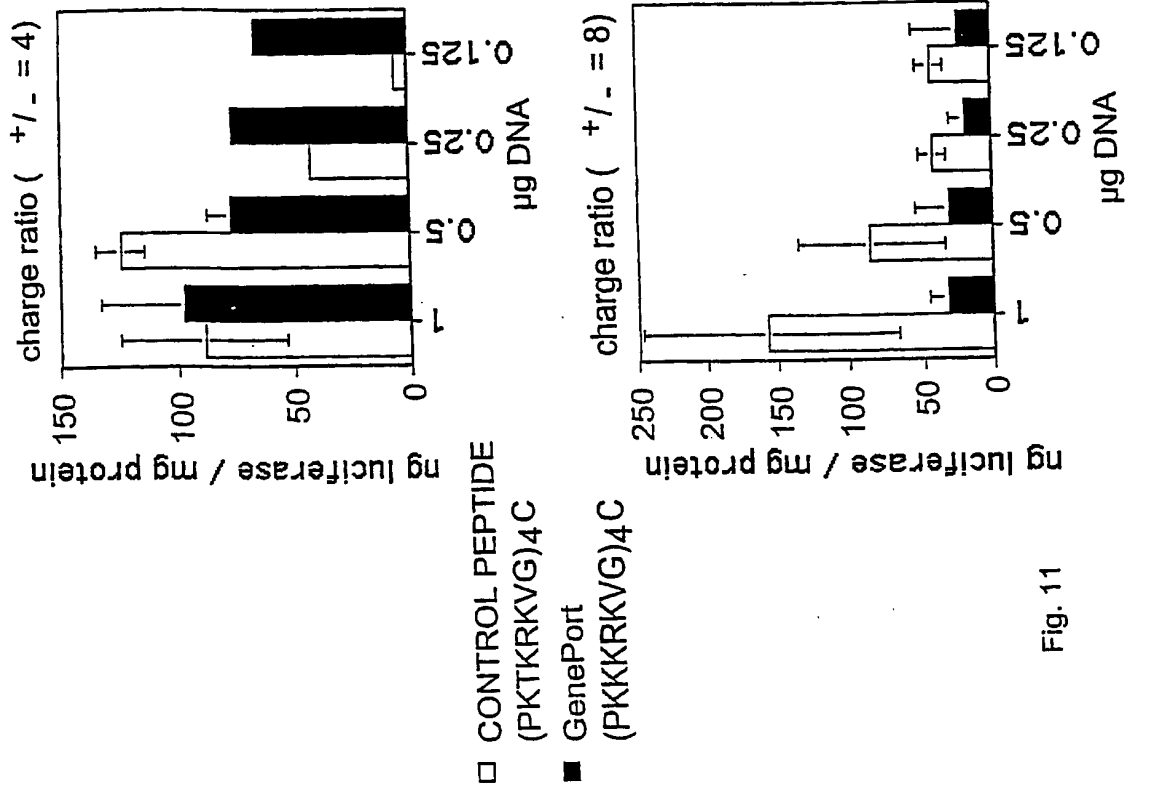 charge ratio ( +/- = 4)
150
100
50
0
ng luciferase / mg protein
1
0.5
0.25
0.125
µg DNA
CONTROL PEPTIDE
(PKTKRKVG)4C
GenePort
(PKKKRKVG)4C
charge ratio ( +/- = 8)
250
200
150
100
50
0
ng luciferase / mg protein
1
0.5
0.25
0.125
µg DNA
Fig. 11